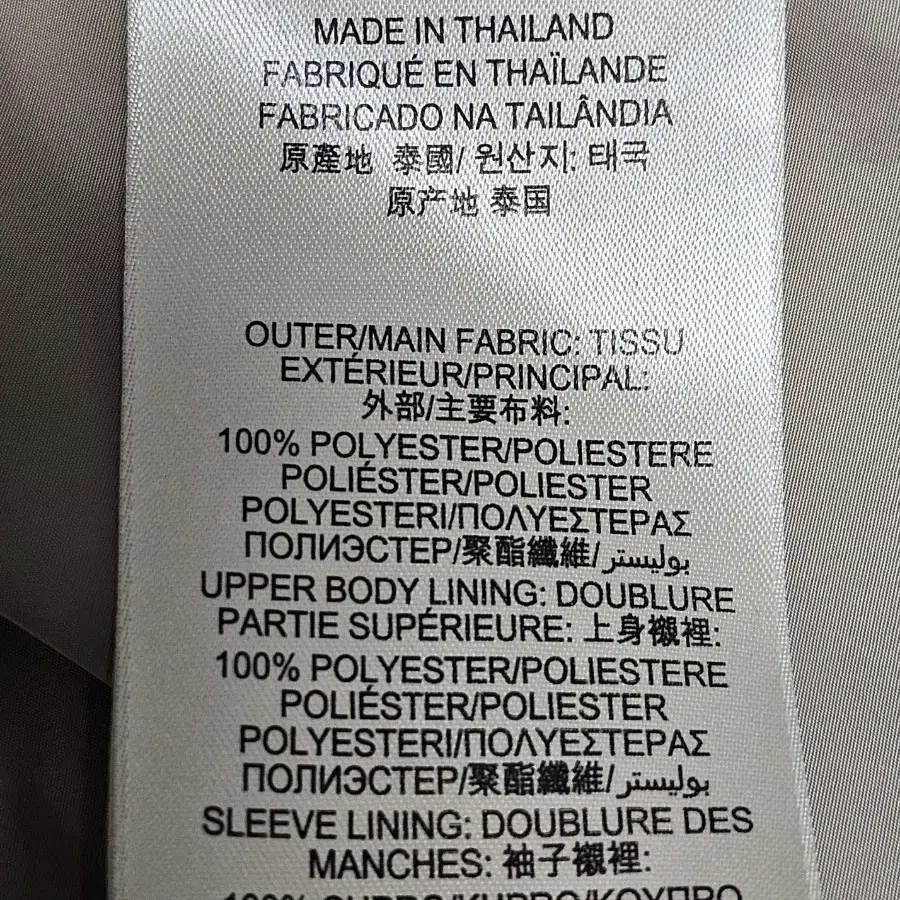 MADE IN THAILAND
FABRIQUÉ EN THAÏLANDE
FABRICADO NA TAILÂNDIA
原產地 泰國/ 원산지: 태국
原产地 泰国
OUTER/MAIN FABRIC: TISSU
EXTÉRIEUR/PRINCIPAL:
外部/主要布料:
100% POLYESTER/POLIESTERE
POLIÉSTER/POLIESTER
POLYESTERI/ΠΟΛΥΕΣΤΕΡΑΣ
ПОЛИЭСТЕР/聚酯纖維/بوليستر
UPPER BODY LINING: DOUBLURE
PARTIE SUPÉRIEURE: 上身襯裡:
100% POLYESTER/POLIESTERE
POLIÉSTER/POLIESTER
POLYESTERI/ΠΟΛΥΕΣΤΕΡΑΣ
ПОЛИЭСТЕР/聚酯纖維/بوليستر
SLEEVE LINING: DOUBLURE DES
MANCHES: 袖子襯裡:
100% CUPRO/KUPRO/ΚΟΥΠΡΟ